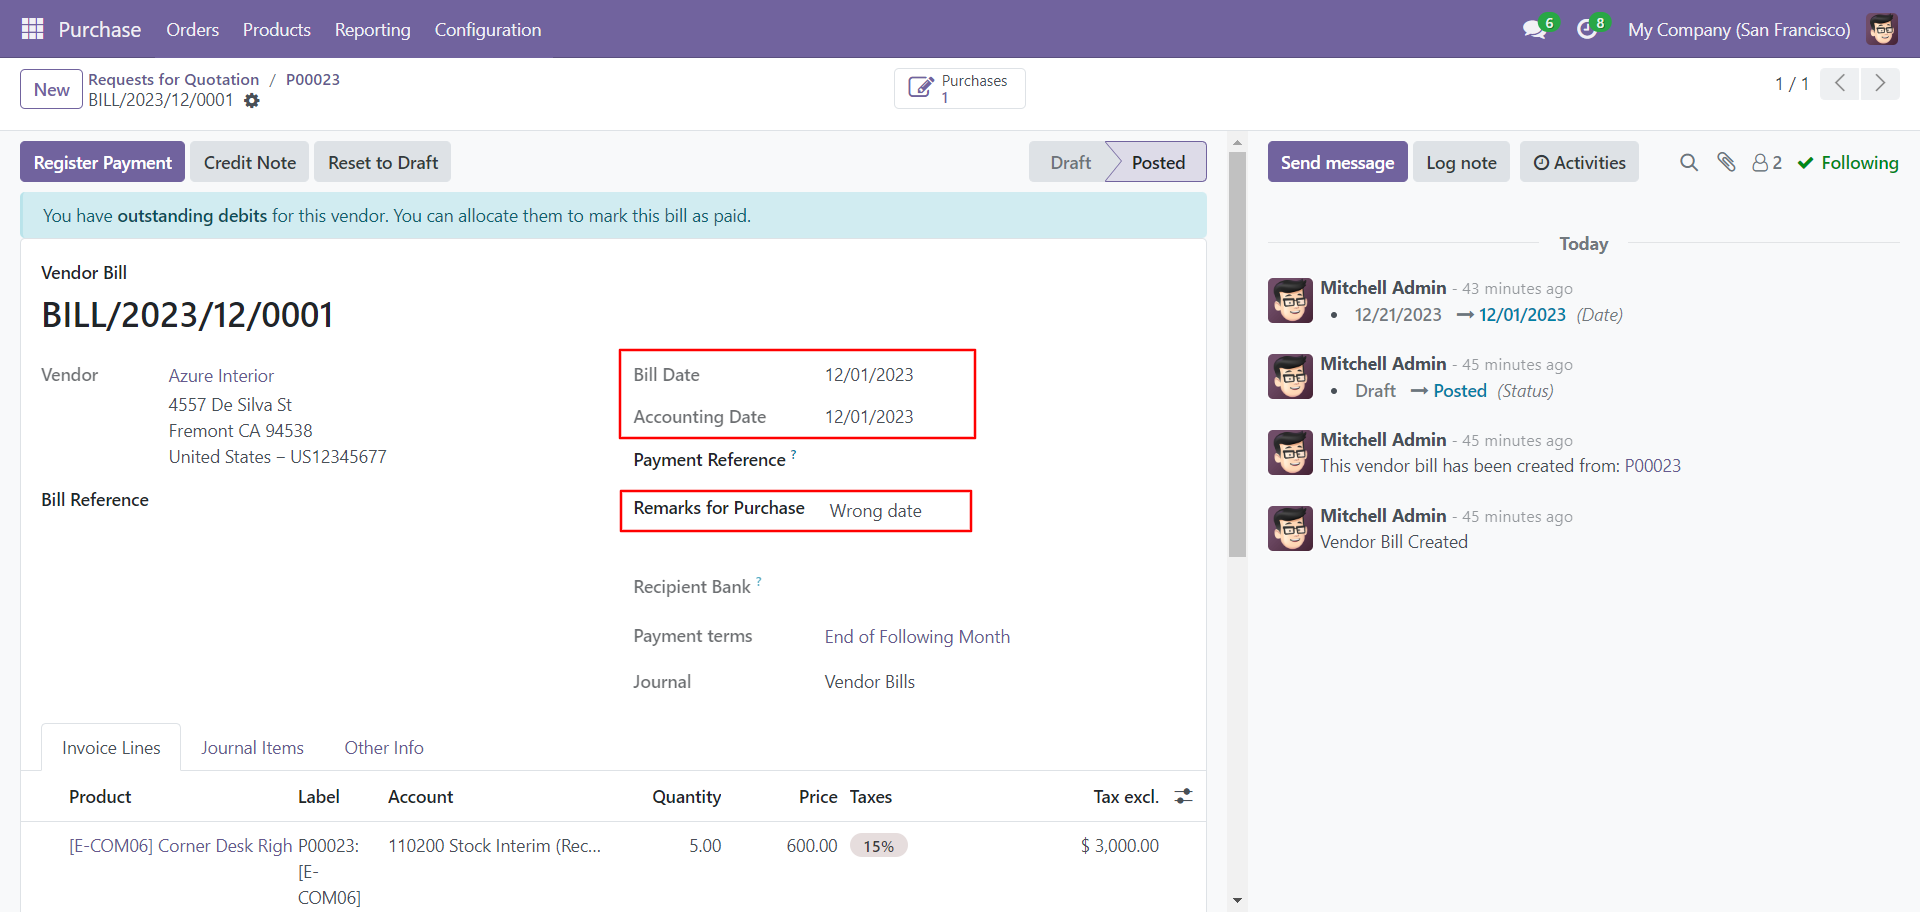 Purchase Orders Products Reporting Configuration 6 8 My Company (San Francisco)
New Requests for Quotation / P00023
BILL/2023/12/0001
Purchases
1
1 / 1
Register Payment Credit Note Reset to Draft Draft Posted
Send message Log note Activities 2 Following
You have outstanding debits for this vendor. You can allocate them to mark this bill as paid.
Vendor Bill
BILL/2023/12/0001
Vendor Azure Interior
4557 De Silva St
Fremont CA 94538
United States – US12345677
Bill Reference
Bill Date 12/01/2023
Accounting Date 12/01/2023
Payment Reference ?
Remarks for Purchase Wrong date
Recipient Bank ?
Payment terms End of Following Month
Journal Vendor Bills
Invoice Lines Journal Items Other Info
Product Label Account Quantity Price Taxes Tax excl.
[E-COM06] Corner Desk Righ P00023: 110200 Stock Interim (Rec... 5.00 600.00 15% $ 3,000.00
[E-
COM06]
Today
Mitchell Admin - 43 minutes ago
• 12/21/2023 → 12/01/2023 (Date)
Mitchell Admin - 45 minutes ago
• Draft → Posted (Status)
Mitchell Admin - 45 minutes ago
This vendor bill has been created from: P00023
Mitchell Admin - 45 minutes ago
Vendor Bill Created